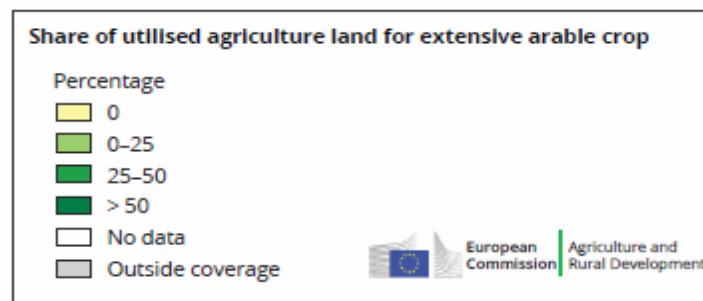 Share of utilised agriculture land for extensive arable crop
Percentage
0
0–25
25–50
> 50
No data
Outside coverage
European
Commission
Agriculture and
Rural Development